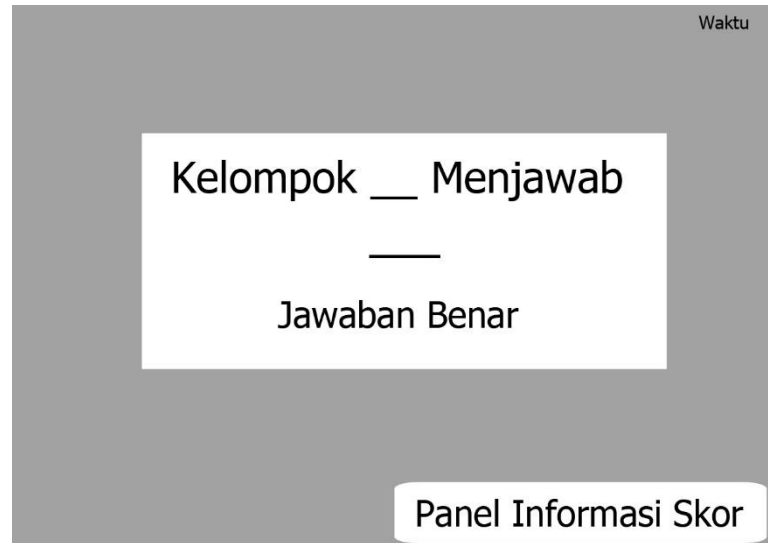 Waktu
Kelompok __ Menjawab
___
Jawaban Benar
Panel Informasi Skor